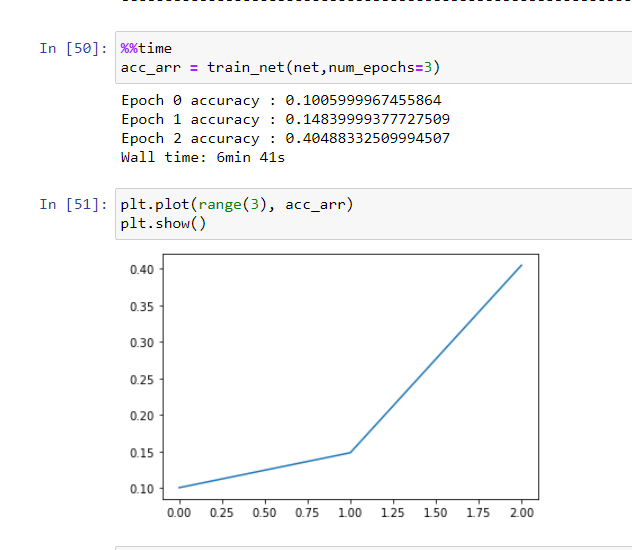 In [50]: %%time
acc_arr = train_net(net,num_epochs=3)
Epoch 0 accuracy : 0.1005999967455864
Epoch 1 accuracy : 0.14839999377727509
Epoch 2 accuracy : 0.40488332509994507
Wall time: 6min 41s
In [51]: plt.plot(range(3), acc_arr)
plt.show()
0.40
0.35
0.30
0.25
0.20
0.15
0.10
0.00 0.25 0.50 0.75 1.00 1.25 1.50 1.75 2.00